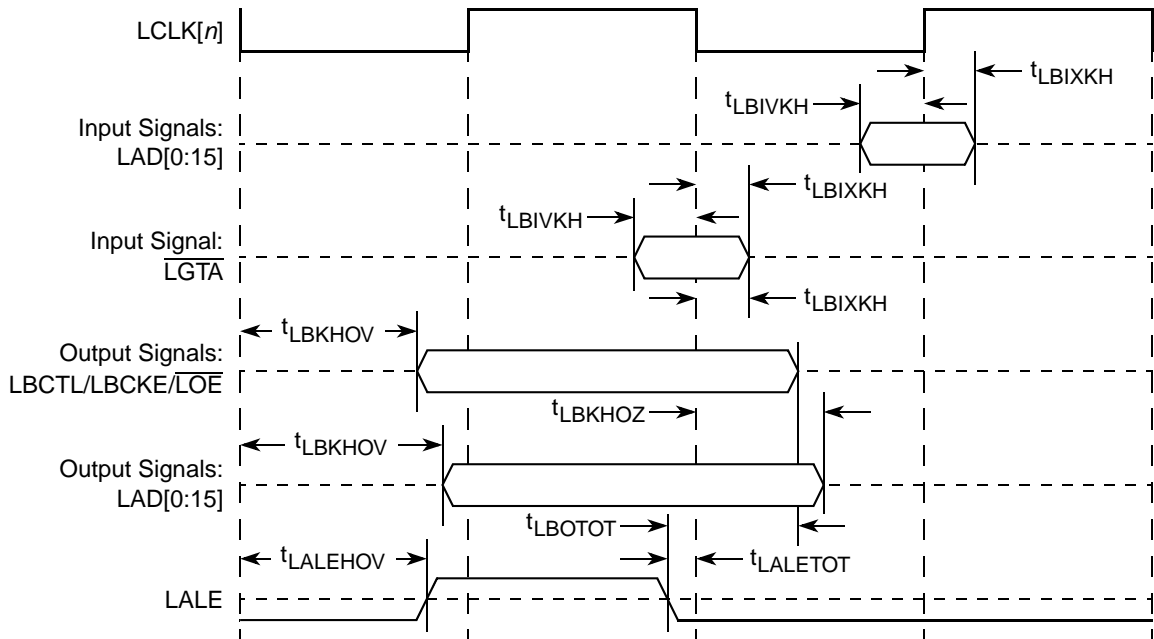 LCLK[n]
tLBIXKH
tLBIVKH
Input Signals:
LAD[0:15]
tLBIXKH
tLBIVKH
Input Signal:
LGTA
tLBIXKH
tLBKHOV
Output Signals:
LBCTL/LBCKE/LOE
tLBKHOZ
tLBKHOV
Output Signals:
LAD[0:15]
tLBOTOT
tLALEHOV
tLALETOT
LALE